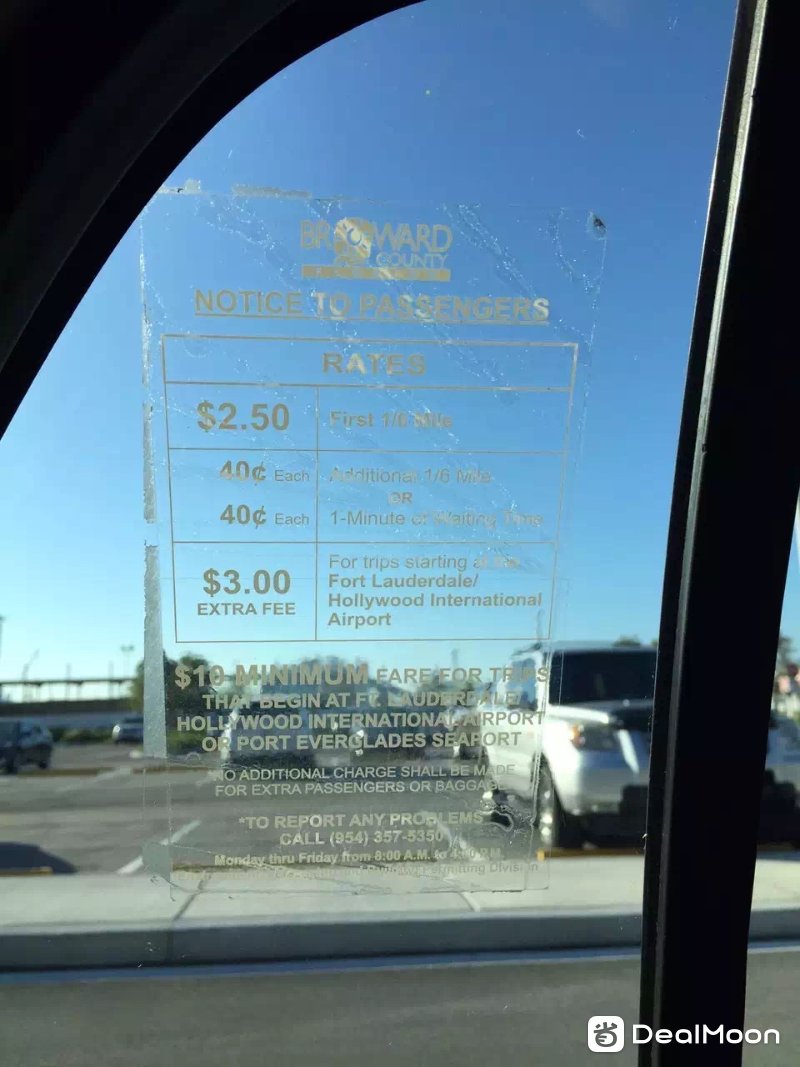 BROWARD
COUNTY
FLORIDA
NOTICE TO PASSENGERS
RATES
$2.50 First 1/6 Mile
40¢ Each Additional 1/6 Mile
OR
40¢ Each 1-Minute of Waiting Time
$3.00
EXTRA FEE
For trips starting at the
Fort Lauderdale/
Hollywood International
Airport
$10 MINIMUM FARE FOR TRIPS
THAT BEGIN AT FT. LAUDERDALE/
HOLLYWOOD INTERNATIONAL AIRPORT
OR PORT EVERGLADES SEAPORT
*NO ADDITIONAL CHARGE SHALL BE MADE
FOR EXTRA PASSENGERS OR BAGGAGE
*TO REPORT ANY PROBLEMS
CALL (954) 357-5350
Monday thru Friday from 8:00 A.M. to P.M.
Permitting Division
DealMoon